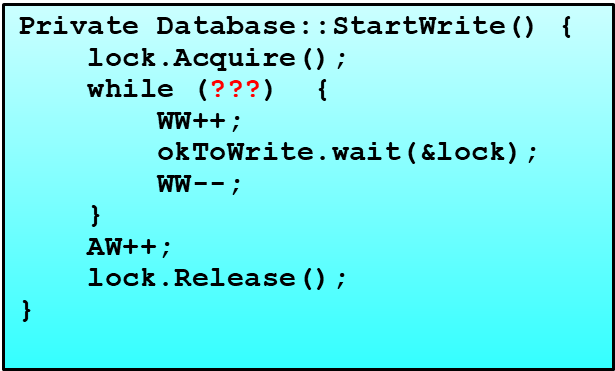 Private Database::StartWrite() {
    lock.Acquire();
    while (???)  {
        WW++;
        okToWrite.wait(&lock);
        WW--;
    }
    AW++;
    lock.Release();
}